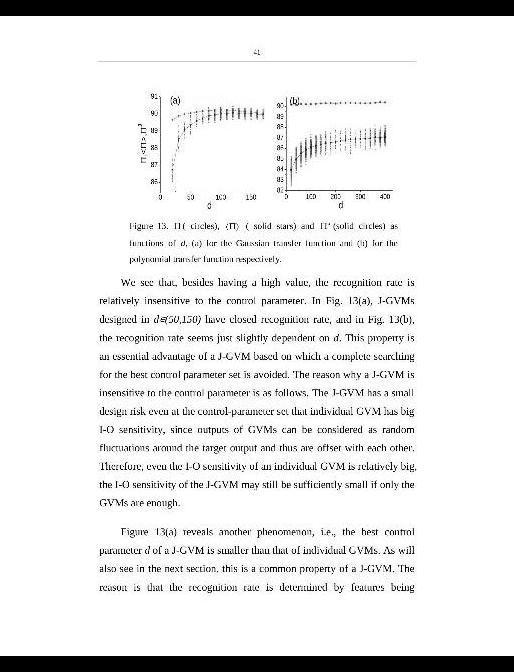 41
(a)
(b)
91
90
89
88
87
86
0 50 100 150
d
90
89
88
87
86
85
84
83
82
0 100 200 300 400
d
Figure 13. Π ( circles), ⟨Π⟩ ( solid stars) and (solid circles) as
functions of d, (a) for the Gaussian transfer function and (b) for the
polynomial transfer function respectively.
We see that, besides having a high value, the recognition rate is
relatively insensitive to the control parameter. In Fig. 13(a), J-GVMs
designed in d∈(50,150) have closed recognition rate, and in Fig. 13(b),
the recognition rate seems just slightly dependent on d. This property is
an essential advantage of a J-GVM based on which a complete searching
for the best control parameter set is avoided. The reason why a J-GVM is
insensitive to the control parameter is as follows. The J-GVM has a small
design risk even at the control-parameter set that individual GVM has big
I-O sensitivity, since outputs of GVMs can be considered as random
fluctuations around the target output and thus are offset with each other.
Therefore, even the I-O sensitivity of an individual GVM is relatively big,
the I-O sensitivity of the J-GVM may still be sufficiently small if only the
GVMs are enough.
Figure 13(a) reveals another phenomenon, i.e., the best control
parameter d of a J-GVM is smaller than that of individual GVMs. As will
also see in the next section, this is a common property of a J-GVM. The
reason is that the recognition rate is determined by features being